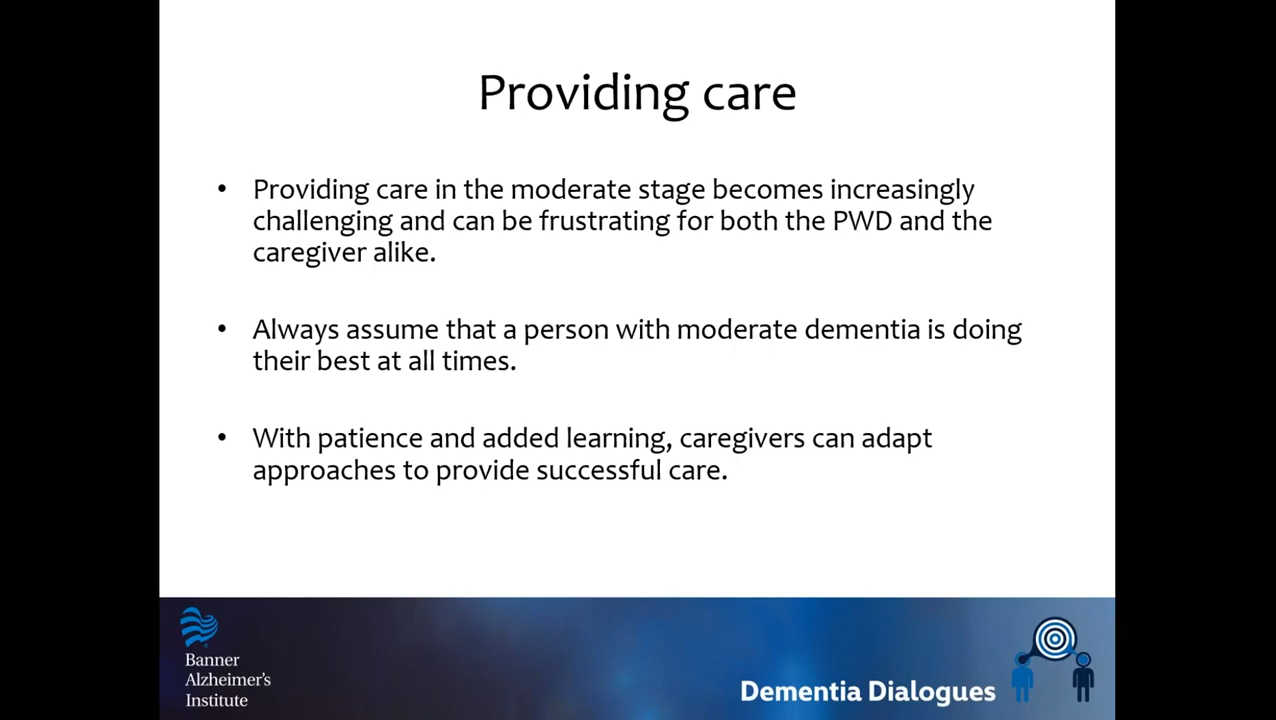 Providing care
• Providing care in the moderate stage becomes increasingly
challenging and can be frustrating for both the PWD and the
caregiver alike.
• Always assume that a person with moderate dementia is doing
their best at all times.
• With patience and added learning, caregivers can adapt
approaches to provide successful care.
Banner
Alzheimer's
Institute
Dementia Dialogues